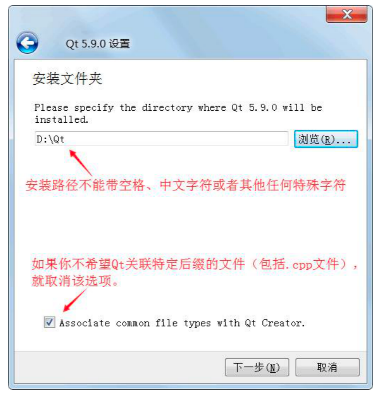 Qt 5.9.0 设置
安装文件夹
Please specify the directory where Qt 5.9.0 will be
installed.
D:\Qt
浏览(R)...
安装路径不能带空格、中文字符或者其他任何特殊字符
如果你不希望Qt关联特定后缀的文件（包括.cpp文件），
就取消该选项。
Associate common file types with Qt Creator.
下一步(N)
取消